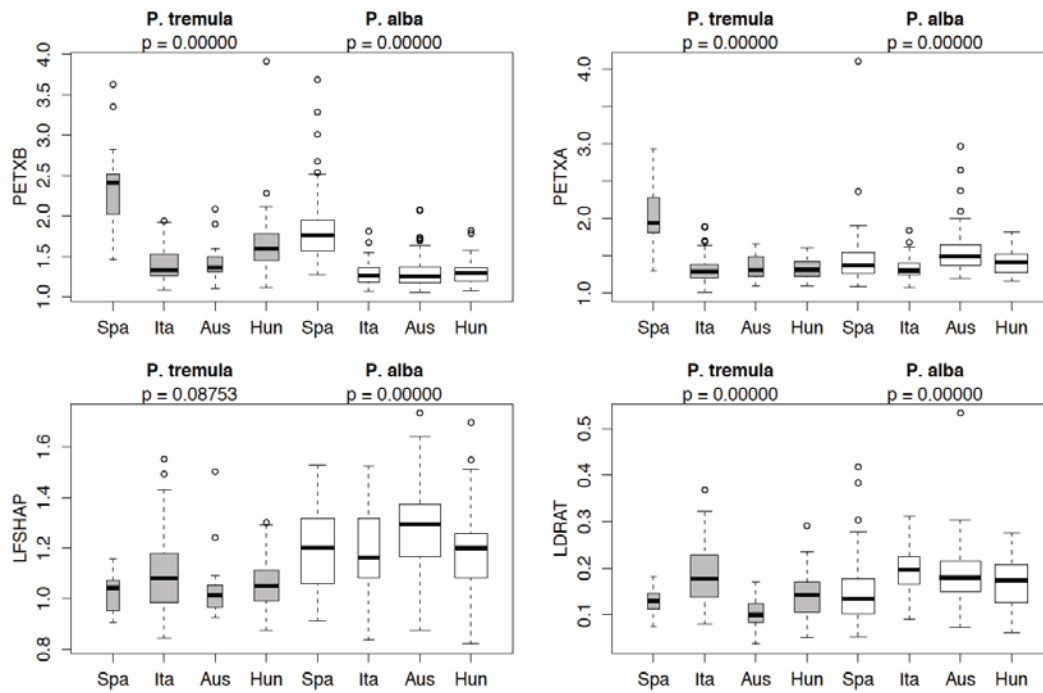 P. tremula P. alba
p = 0.00000 p = 0.00000
PETXB
4.0
3.5
3.0
2.5
2.0
1.5
1.0
Spa Ita Aus Hun Spa Ita Aus Hun
P. tremula P. alba
p = 0.00000 p = 0.00000
PETXA
4.0
3.0
2.0
1.0
Spa Ita Aus Hun Spa Ita Aus Hun
P. tremula P. alba
p = 0.08753 p = 0.00000
LFSHAP
1.6
1.4
1.2
1.0
0.8
Spa Ita Aus Hun Spa Ita Aus Hun
P. tremula P. alba
p = 0.00000 p = 0.00000
LDRAT
0.5
0.4
0.3
0.2
0.1
Spa Ita Aus Hun Spa Ita Aus Hun